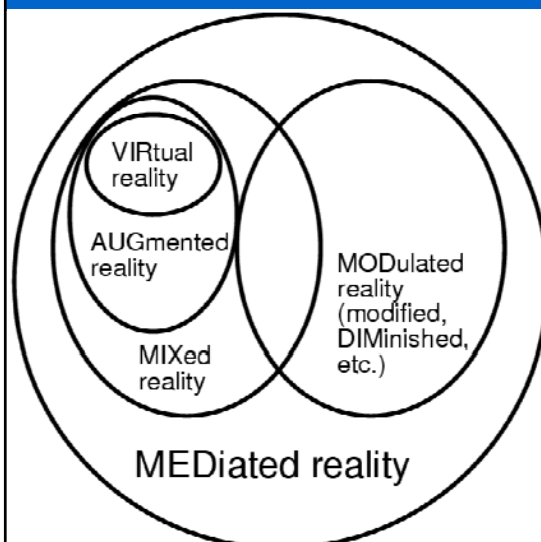 VIRtual
reality
AUGmented
reality
MIXed
reality
MODulated
reality
(modified,
DIMinished,
etc.)
MEDiated reality